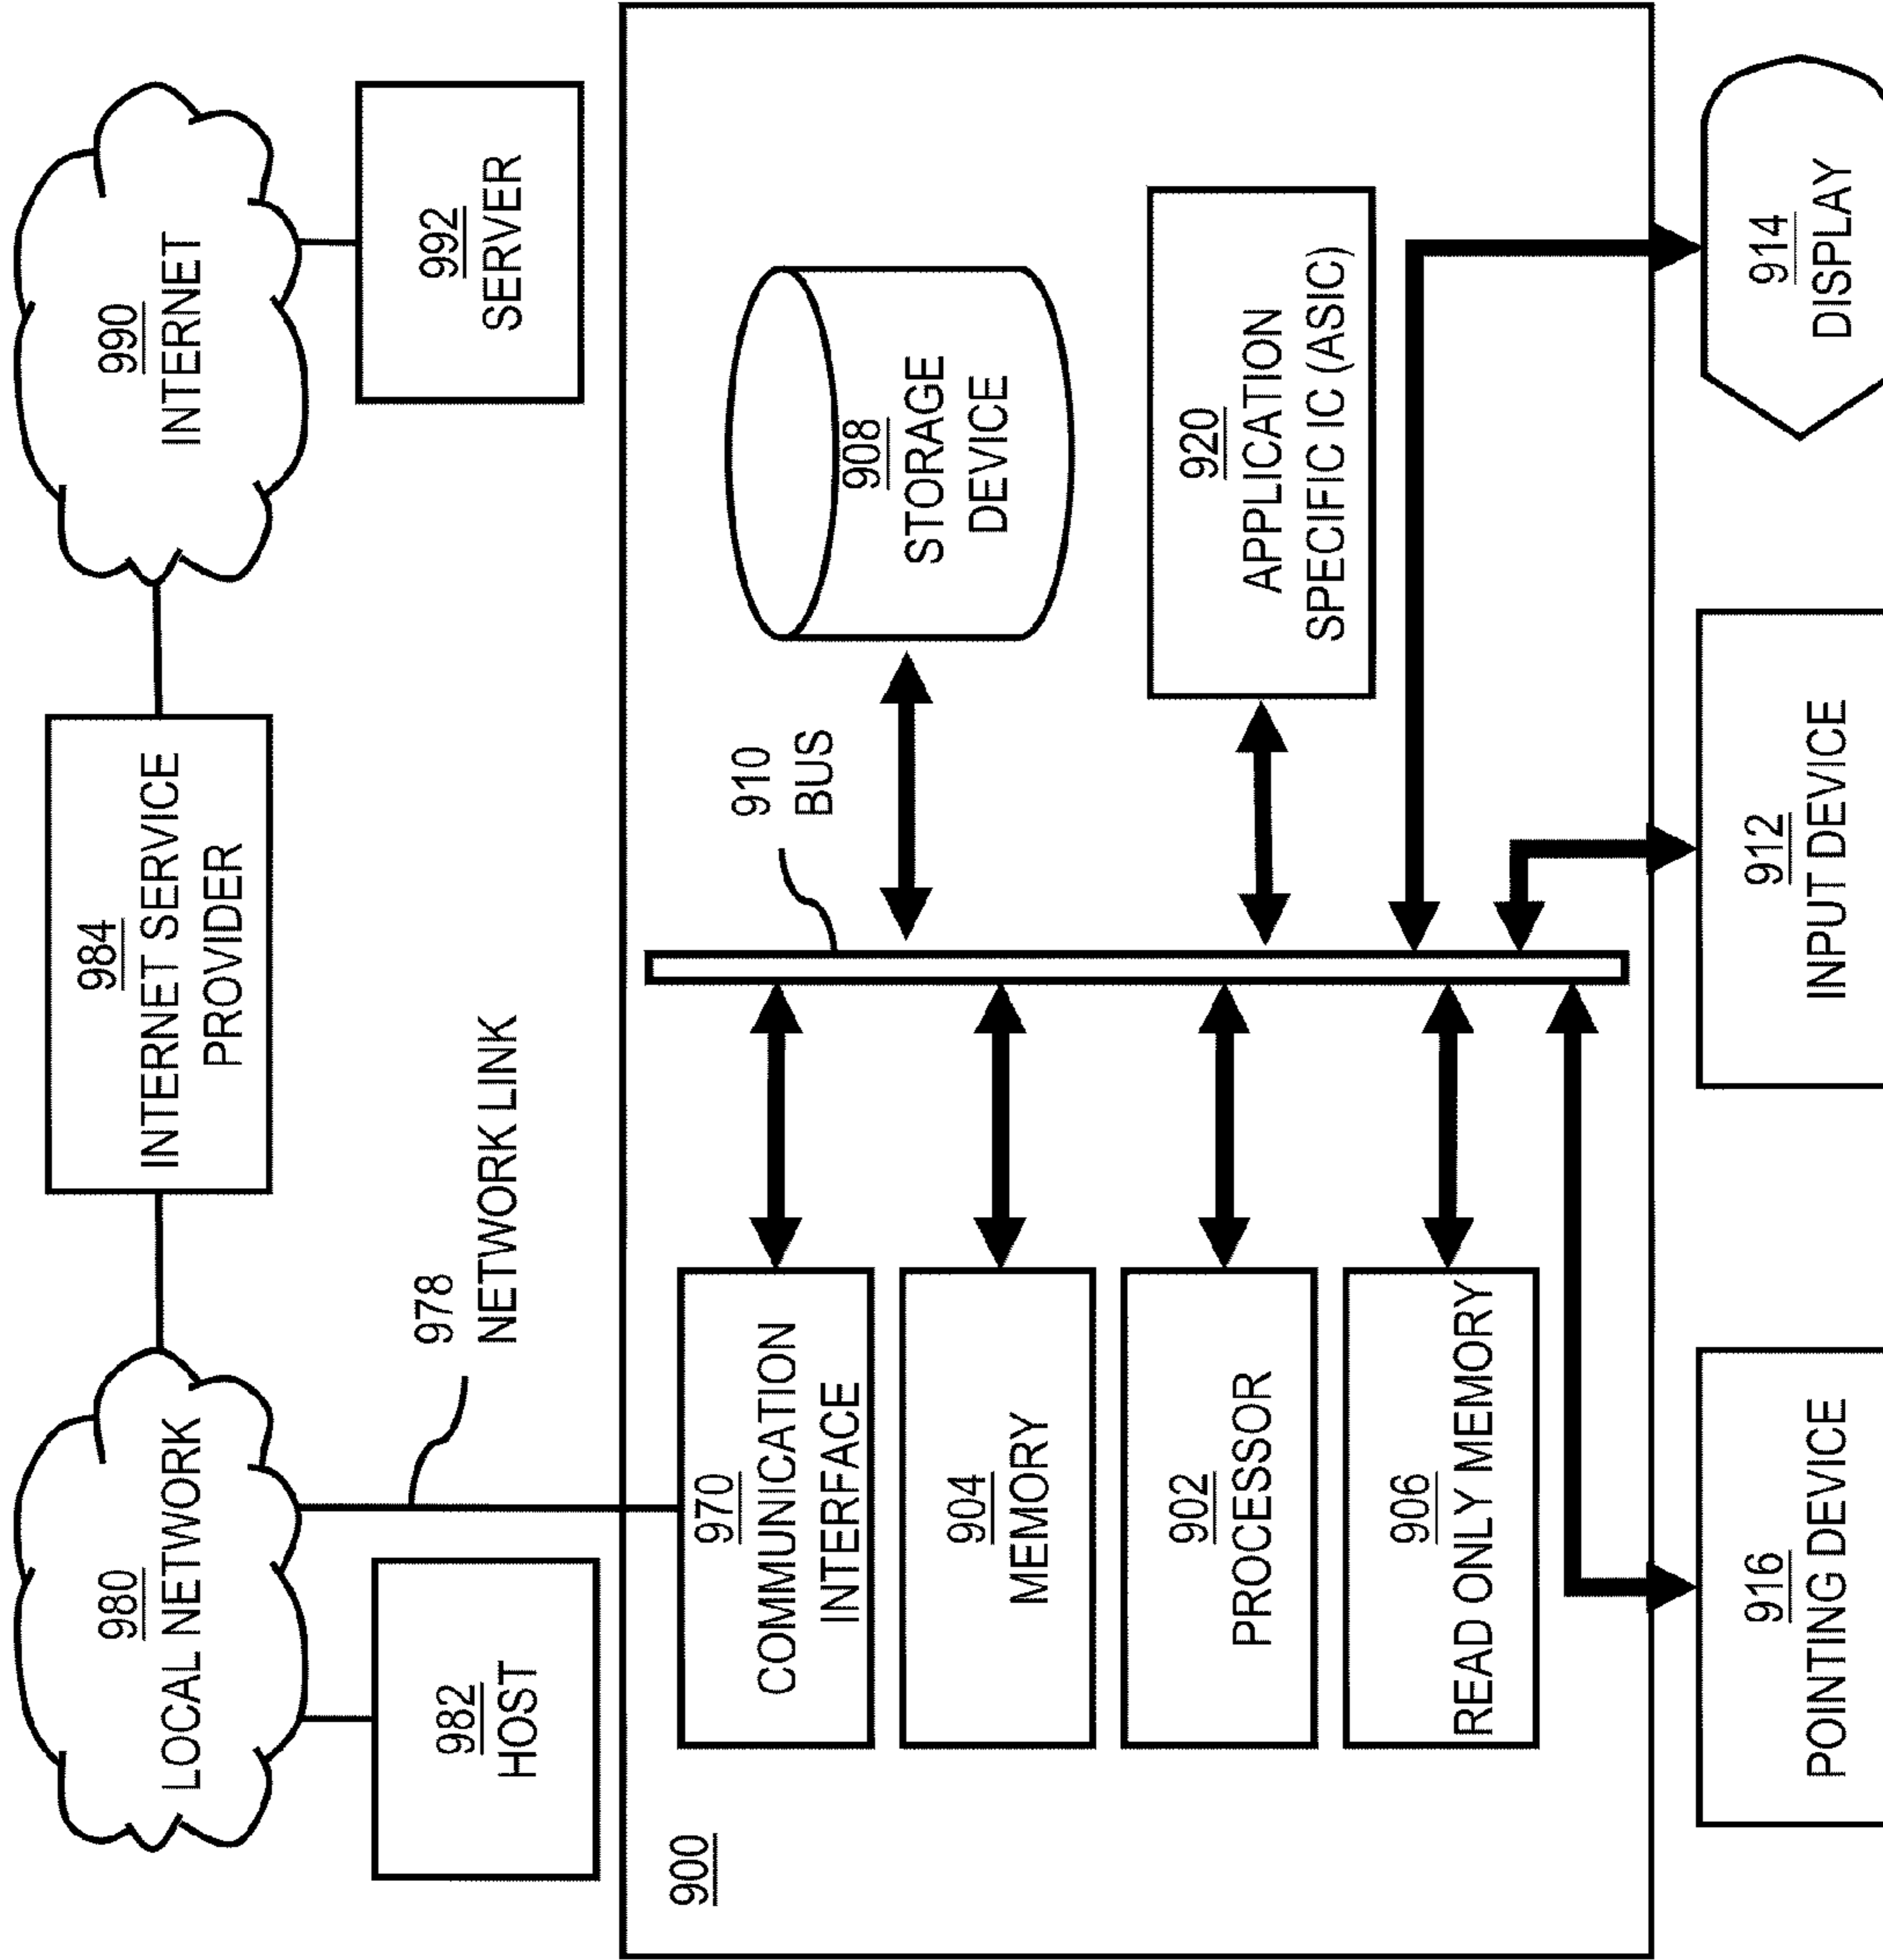 980
LOCAL NETWORK
984
INTERNET SERVICE
PROVIDER
990
INTERNET
982
HOST
978
NETWORK LINK
992
SERVER
900
970
COMMUNICATION
INTERFACE
904
MEMORY
902
PROCESSOR
906
READ ONLY MEMORY
910
BUS
908
STORAGE
DEVICE
920
APPLICATION
SPECIFIC IC (ASIC)
916
POINTING DEVICE
912
INPUT DEVICE
914
DISPLAY